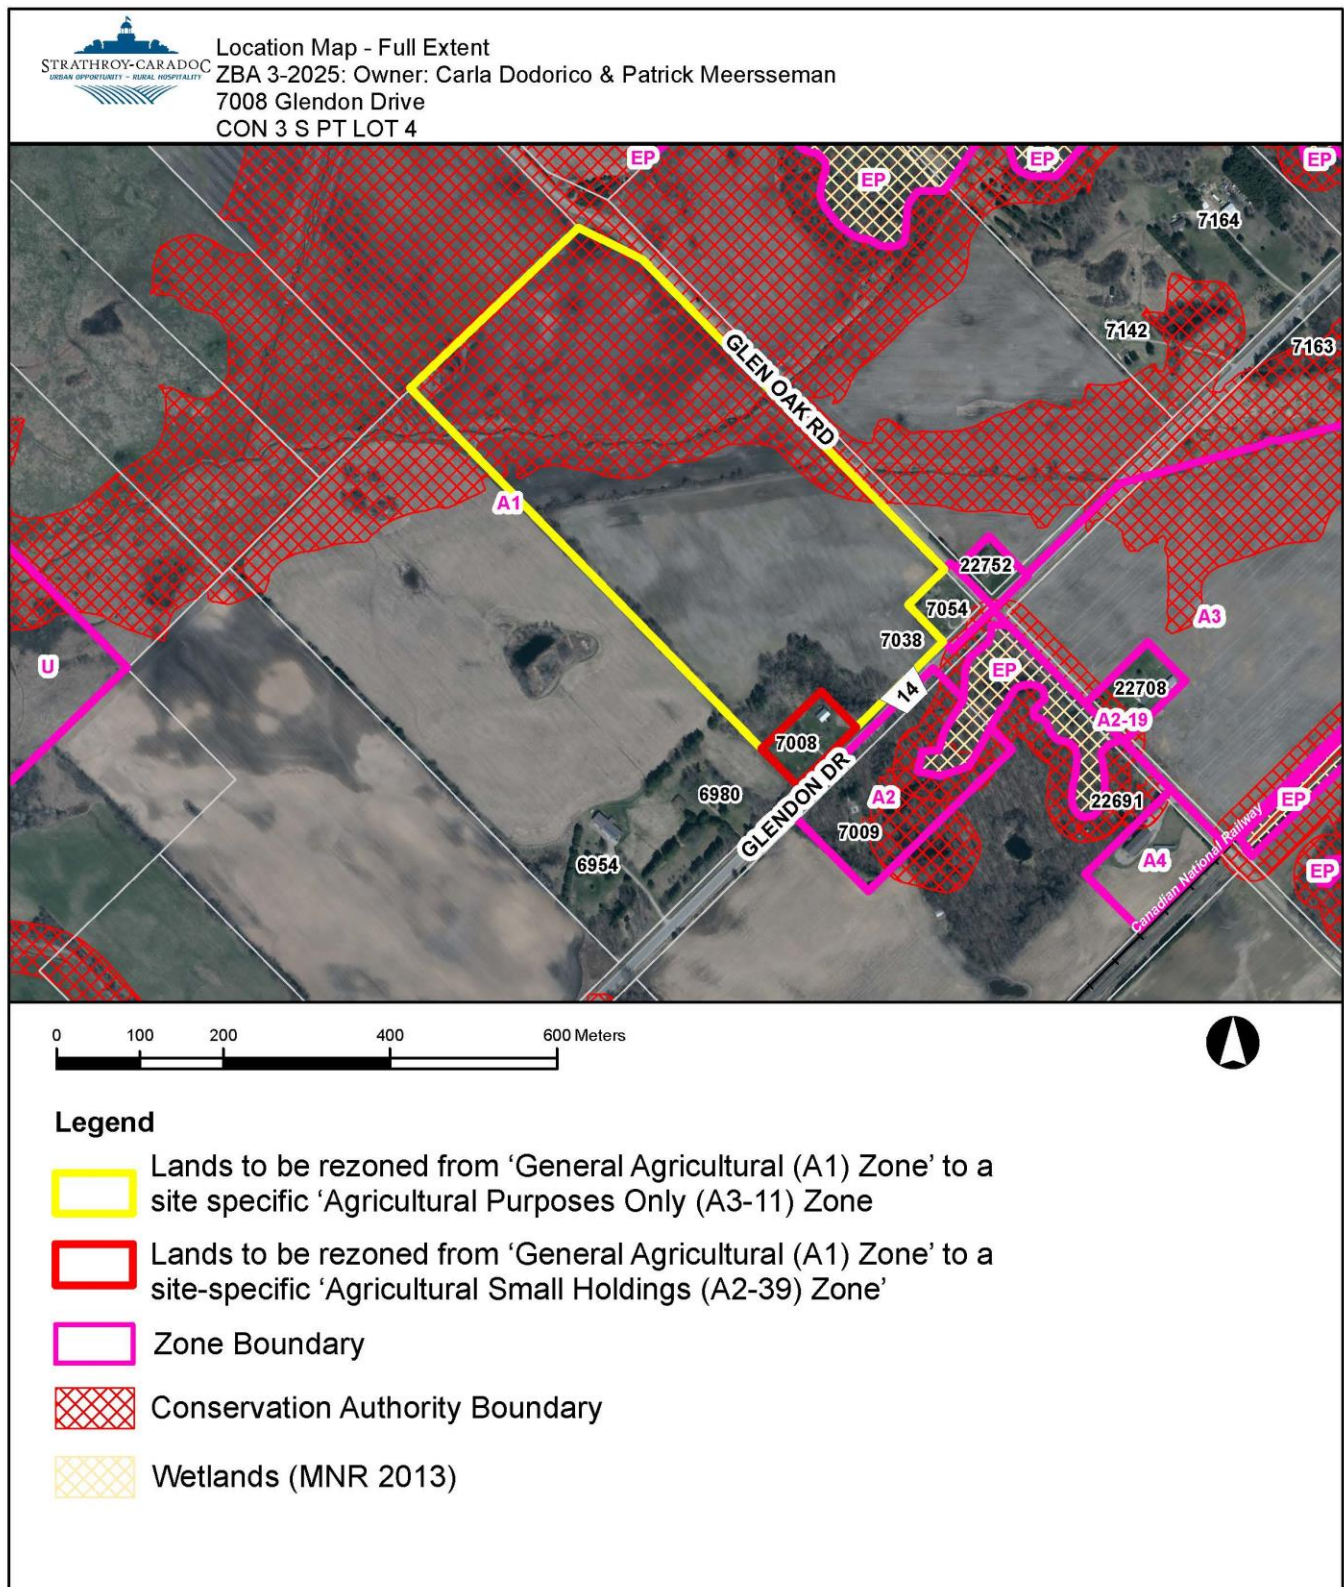 STRATHROY-CARADOC
URBAN OPPORTUNITY ~ RURAL HOSPITALITY
Location Map - Full Extent
ZBA 3-2025: Owner: Carla Dodorico & Patrick Meersseman
7008 Glendon Drive
CON 3 S PT LOT 4
EP
EP
EP
EP
7164
7142
7163
GLEN OAK RD
A1
22752
7054
A3
7038
EP
U
22708
14
A2-19
7008
6980
GLENDON DR
A2
22691
EP
7009
6954
A4
EP
Canadian National Railway
0 100 200 400 600 Meters
Legend
Lands to be rezoned from ‘General Agricultural (A1) Zone’ to a
site specific ‘Agricultural Purposes Only (A3-11) Zone
Lands to be rezoned from ‘General Agricultural (A1) Zone’ to a
site-specific ‘Agricultural Small Holdings (A2-39) Zone’
Zone Boundary
Conservation Authority Boundary
Wetlands (MNR 2013)